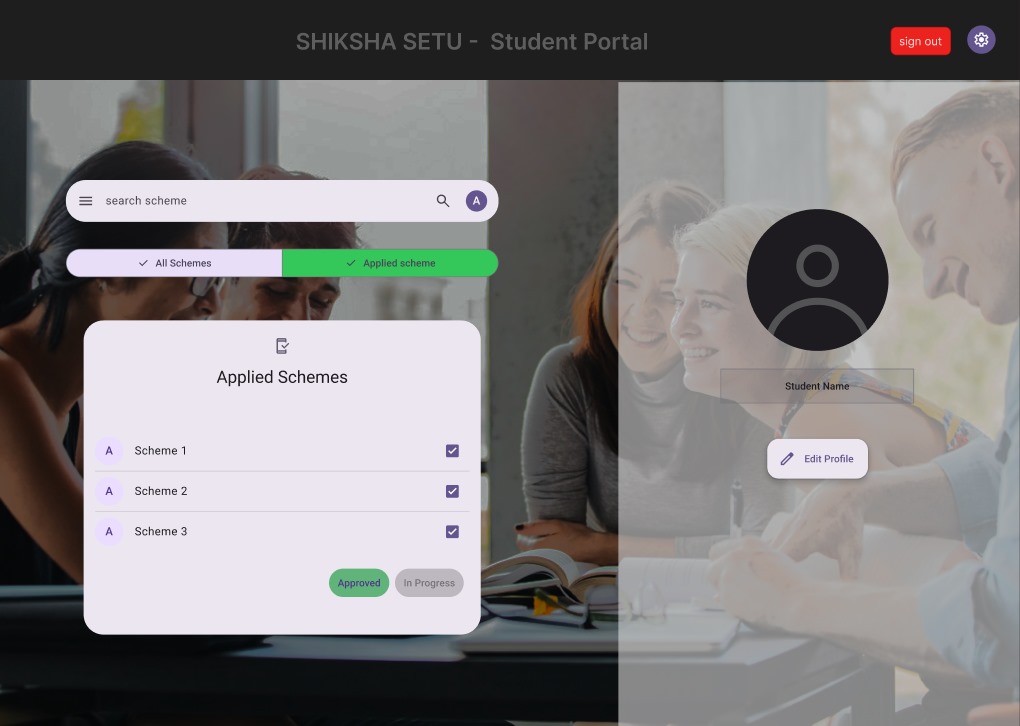 SHIKSHA SETU - Student Portal
sign out
search scheme
A
All Schemes
Applied scheme
Applied Schemes
A Scheme 1
A Scheme 2
A Scheme 3
Approved
In Progress
Student Name
Edit Profile